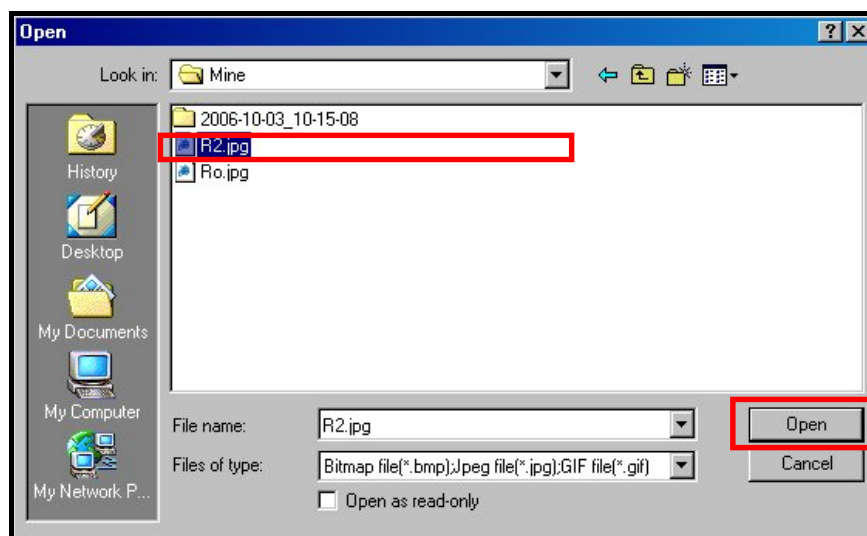 Open
Look in: Mine
2006-10-03_10-15-08
R2.jpg
Ro.jpg
History
Desktop
My Documents
My Computer
My Network P...
File name: R2.jpg Open
Files of type: Bitmap file(*.bmp);Jpeg file(*.jpg);GIF file(*.gif) Cancel
Open as read-only